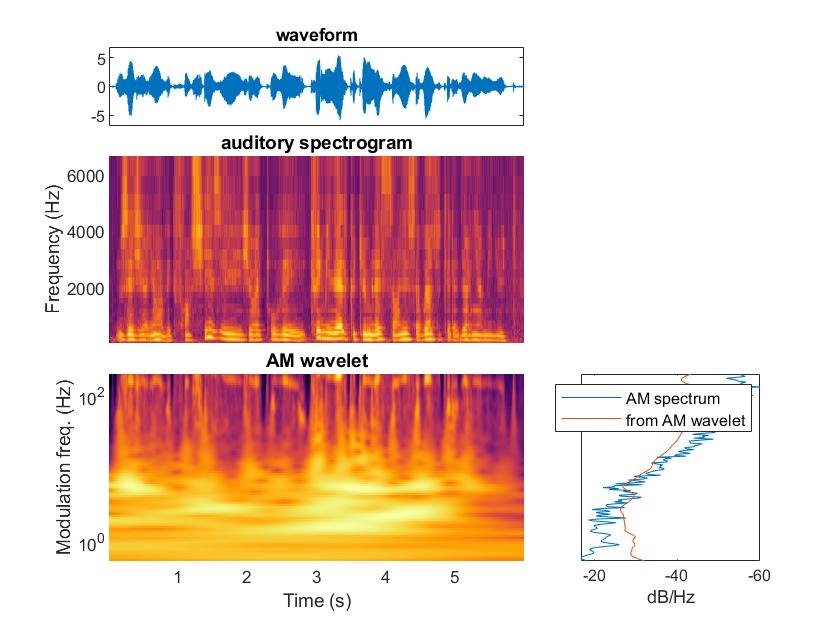 waveform
5
0
-5
auditory spectrogram
6000
4000
2000
Frequency (Hz)
AM wavelet
10^2
10^0
Modulation freq. (Hz)
1 2 3 4 5
Time (s)
AM spectrum
from AM wavelet
-20 -40 -60
dB/Hz